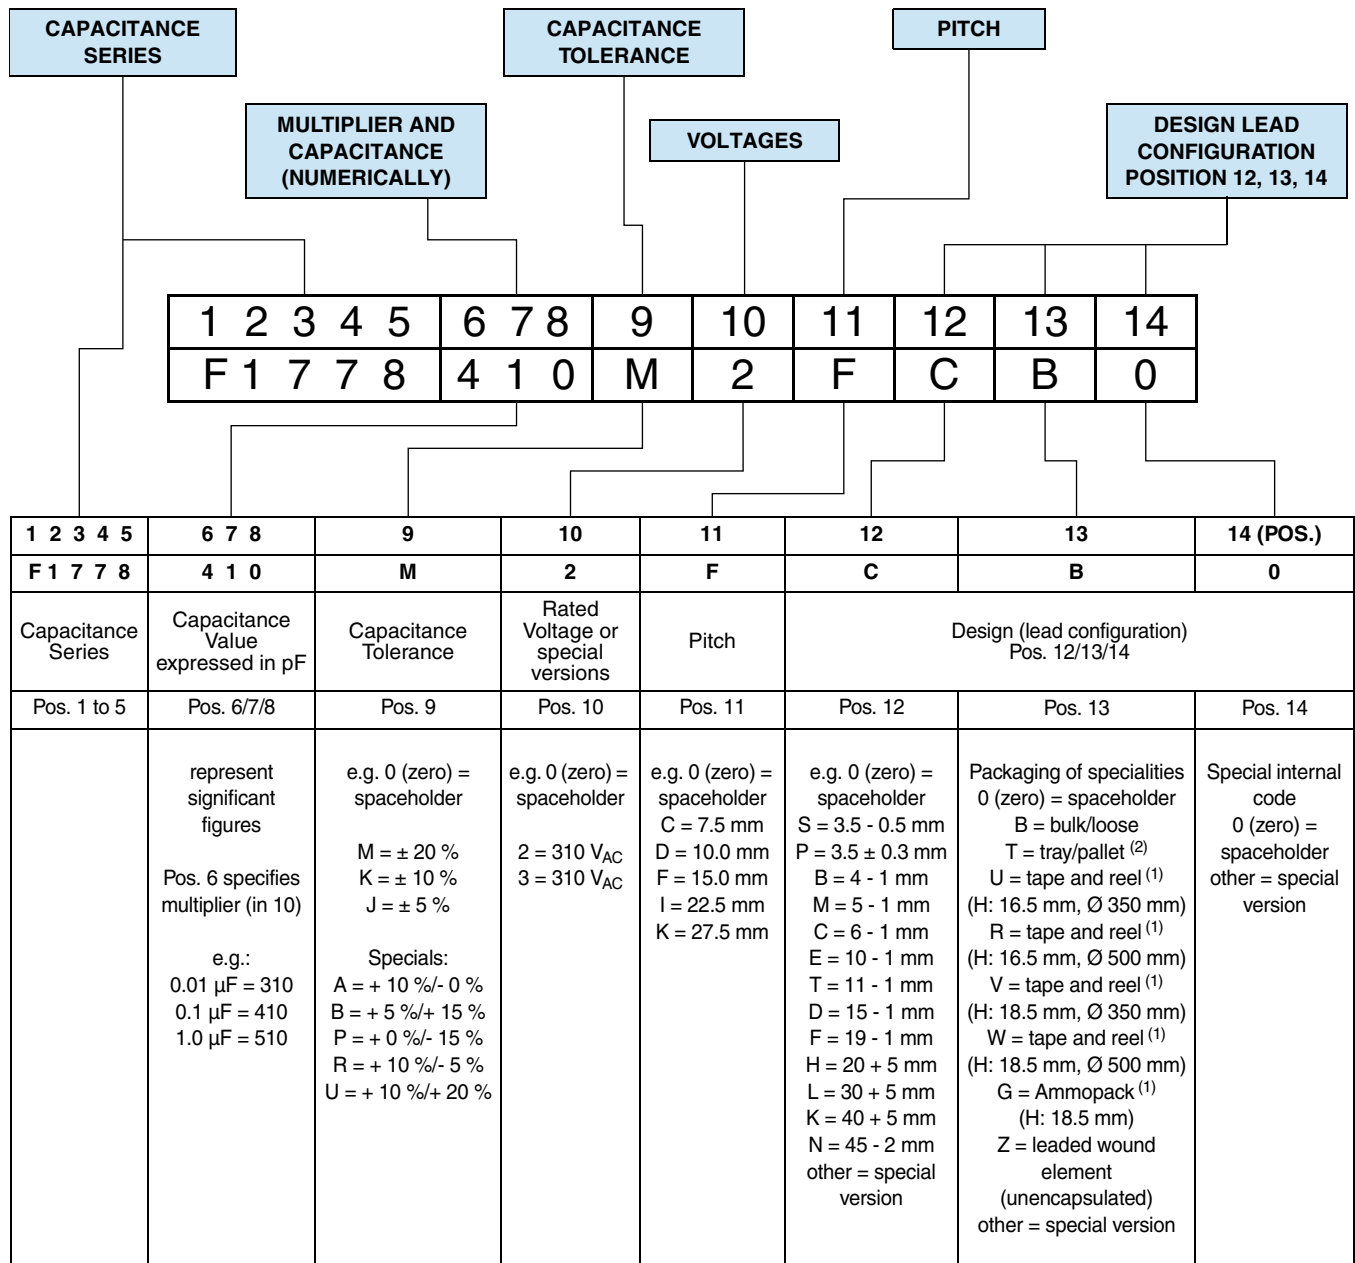 CAPACITANCE
SERIES
CAPACITANCE
TOLERANCE
PITCH
MULTIPLIER AND
CAPACITANCE
(NUMERICALLY)
VOLTAGES
DESIGN LEAD
CONFIGURATION
POSITION 12, 13, 14
1 2 3 4 5 6 7 8 9 10 11 12 13 14
F 1 7 7 8 4 1 0 M 2 F C B 0
1 2 3 4 5 6 7 8 9 10 11 12 13 14 (POS.)
F 1 7 7 8 4 1 0 M 2 F C B 0
Capacitance
Series
Capacitance
Value
expressed in pF
Capacitance
Tolerance
Rated
Voltage or
special
versions
Pitch
Design (lead configuration)
Pos. 12/13/14
Pos. 1 to 5 Pos. 6/7/8 Pos. 9 Pos. 10 Pos. 11 Pos. 12 Pos. 13 Pos. 14
represent
significant
figures
Pos. 6 specifies
multiplier (in 10)
e.g.:
0.01 µF = 310
0.1 µF = 410
1.0 µF = 510
e.g. 0 (zero) =
spaceholder
M = ± 20 %
K = ± 10 %
J = ± 5 %
Specials:
A = + 10 %/- 0 %
B = + 5 %/+ 15 %
P = + 0 %/- 15 %
R = + 10 %/- 5 %
U = + 10 %/+ 20 %
e.g. 0 (zero) =
spaceholder
2 = 310 VAC
3 = 310 VAC
e.g. 0 (zero) =
spaceholder
C = 7.5 mm
D = 10.0 mm
F = 15.0 mm
I = 22.5 mm
K = 27.5 mm
e.g. 0 (zero) =
spaceholder
S = 3.5 - 0.5 mm
P = 3.5 ± 0.3 mm
B = 4 - 1 mm
M = 5 - 1 mm
C = 6 - 1 mm
E = 10 - 1 mm
T = 11 - 1 mm
D = 15 - 1 mm
F = 19 - 1 mm
H = 20 + 5 mm
L = 30 + 5 mm
K = 40 + 5 mm
N = 45 - 2 mm
other = special
version
Packaging of specialities
0 (zero) = spaceholder
B = bulk/loose
T = tray/pallet (2)
U = tape and reel (1)
(H: 16.5 mm, Ø 350 mm)
R = tape and reel (1)
(H: 16.5 mm, Ø 500 mm)
V = tape and reel (1)
(H: 18.5 mm, Ø 350 mm)
W = tape and reel (1)
(H: 18.5 mm, Ø 500 mm)
G = Ammopack (1)
(H: 18.5 mm)
Z = leaded wound
element
(unencapsulated)
other = special version
Special internal
code
0 (zero) =
spaceholder
other = special
version